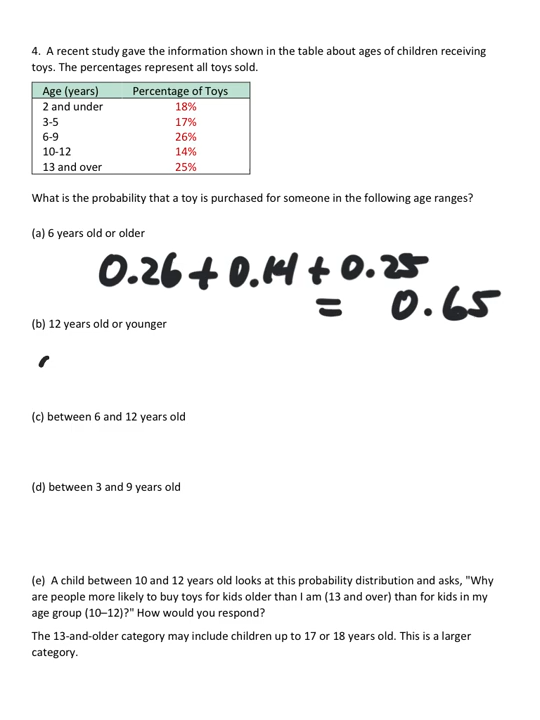 4. A recent study gave the information shown in the table about ages of children receiving
toys. The percentages represent all toys sold.
Age (years) Percentage of Toys
2 and under 18%
3-5 17%
6-9 26%
10-12 14%
13 and over 25%
What is the probability that a toy is purchased for someone in the following age ranges?
(a) 6 years old or older
0.26 + 0.14 + 0.25
= 0.65
(b) 12 years old or younger
(c) between 6 and 12 years old
(d) between 3 and 9 years old
(e) A child between 10 and 12 years old looks at this probability distribution and asks, "Why
are people more likely to buy toys for kids older than I am (13 and over) than for kids in my
age group (10–12)?" How would you respond?
The 13-and-older category may include children up to 17 or 18 years old. This is a larger
category.